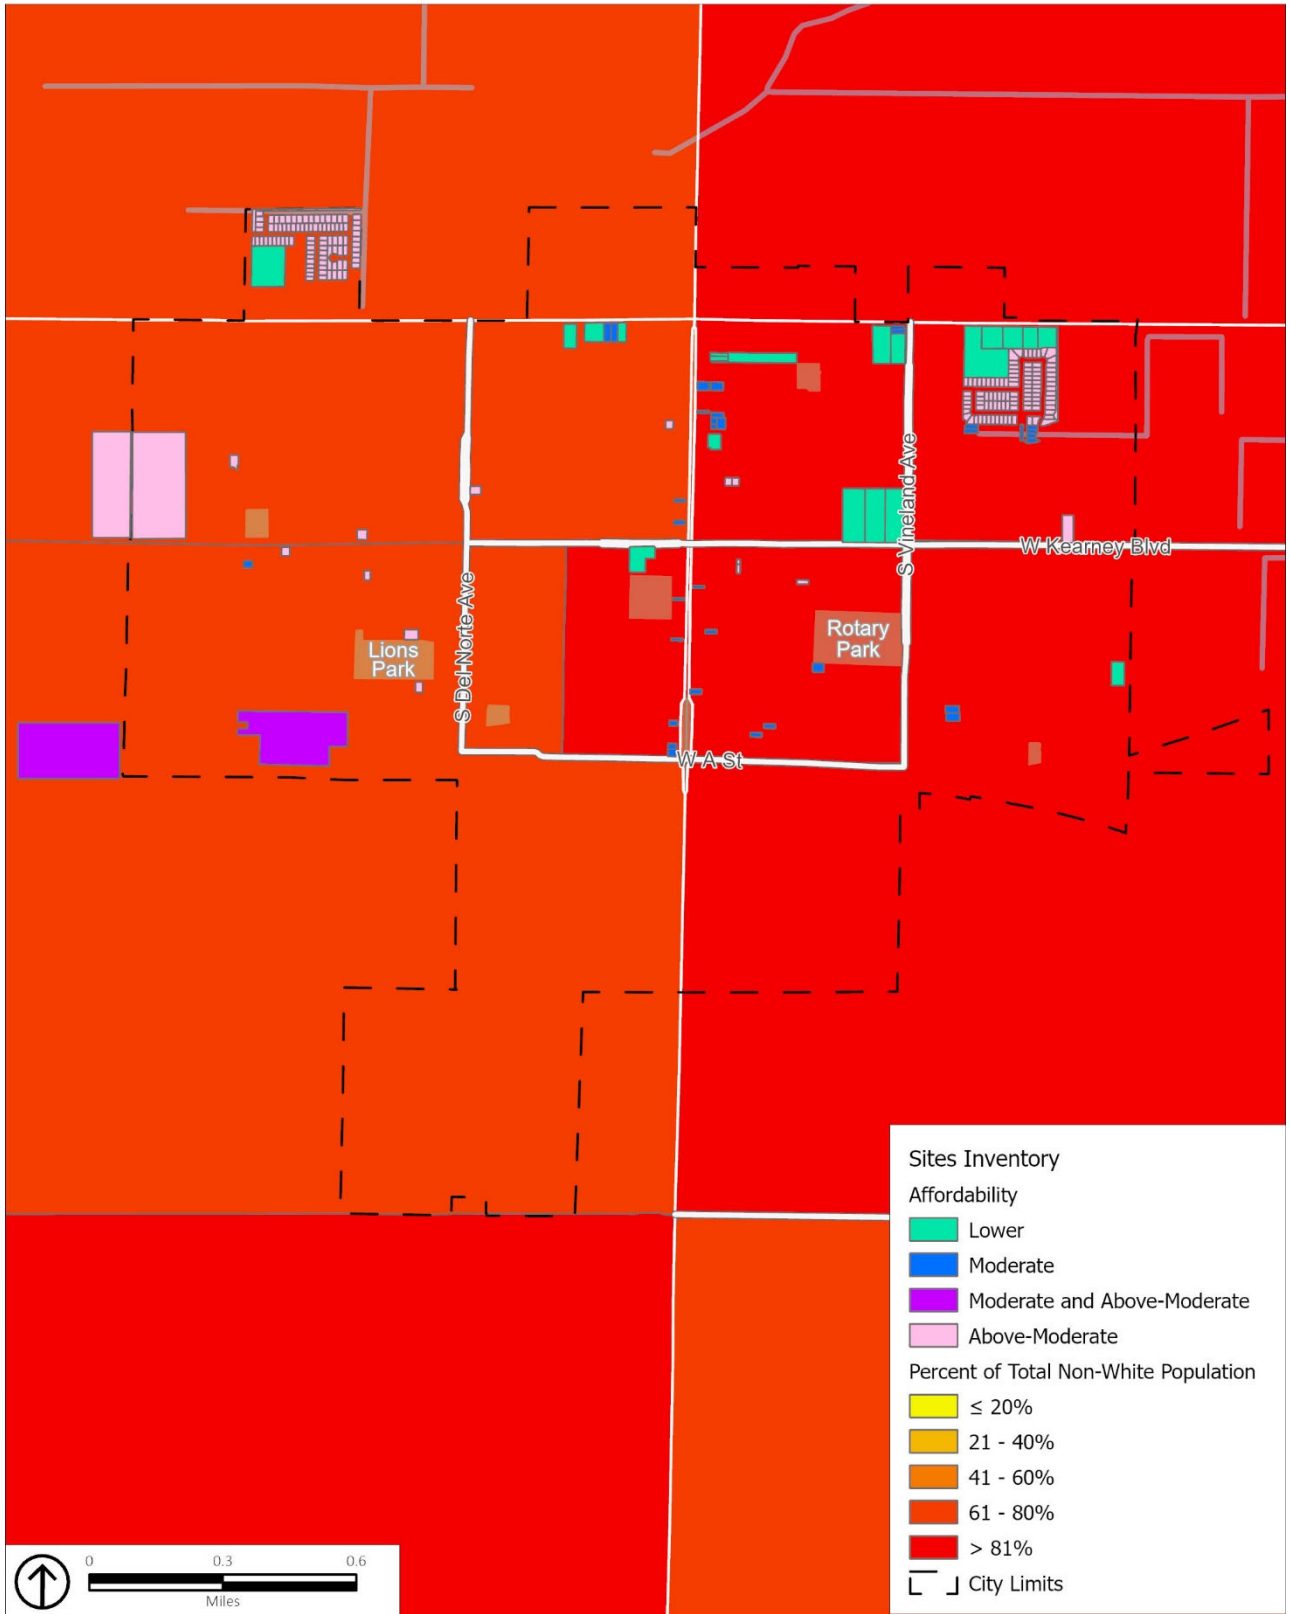 S Vineland Ave
W Kearney Blvd
S Del Norte Ave
Rotary
Park
Lions
Park
W A St
Sites Inventory
Affordability
Lower
Moderate
Moderate and Above-Moderate
Above-Moderate
Percent of Total Non-White Population
≤ 20%
21 - 40%
41 - 60%
61 - 80%
> 81%
City Limits
0 0.3 0.6
Miles